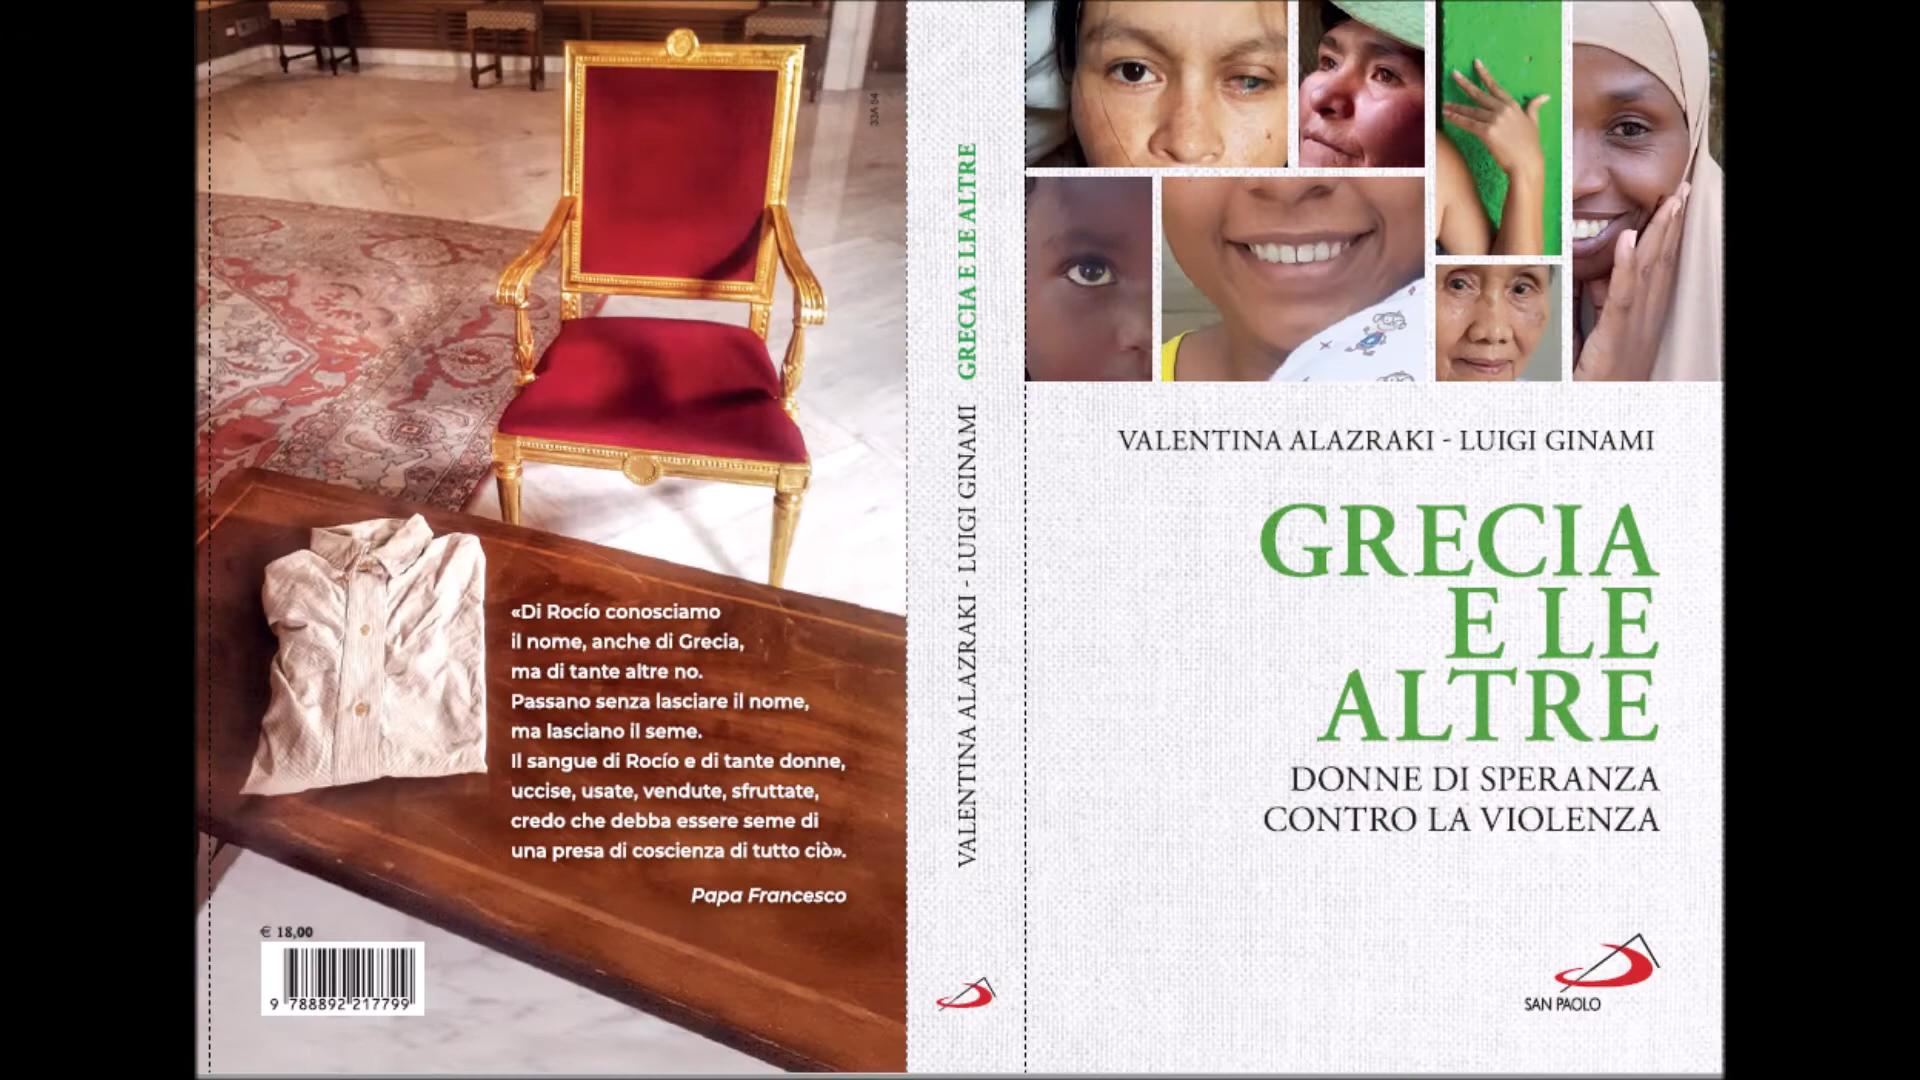 33A 54
«Di Rocío conosciamo
il nome, anche di Grecia,
ma di tante altre no.
Passano senza lasciare il nome,
ma lasciano il seme.
Il sangue di Rocío e di tante donne,
uccise, usate, vendute, sfruttate,
credo che debba essere seme di
una presa di coscienza di tutto ciò».
Papa Francesco
€ 18,00
9 788892 217799
VALENTINA ALAZRAKI - LUIGI GINAMI GRECIA E LE ALTRE
VALENTINA ALAZRAKI - LUIGI GINAMI
GRECIA
E LE
ALTRE
DONNE DI SPERANZA
CONTRO LA VIOLENZA
SAN PAOLO